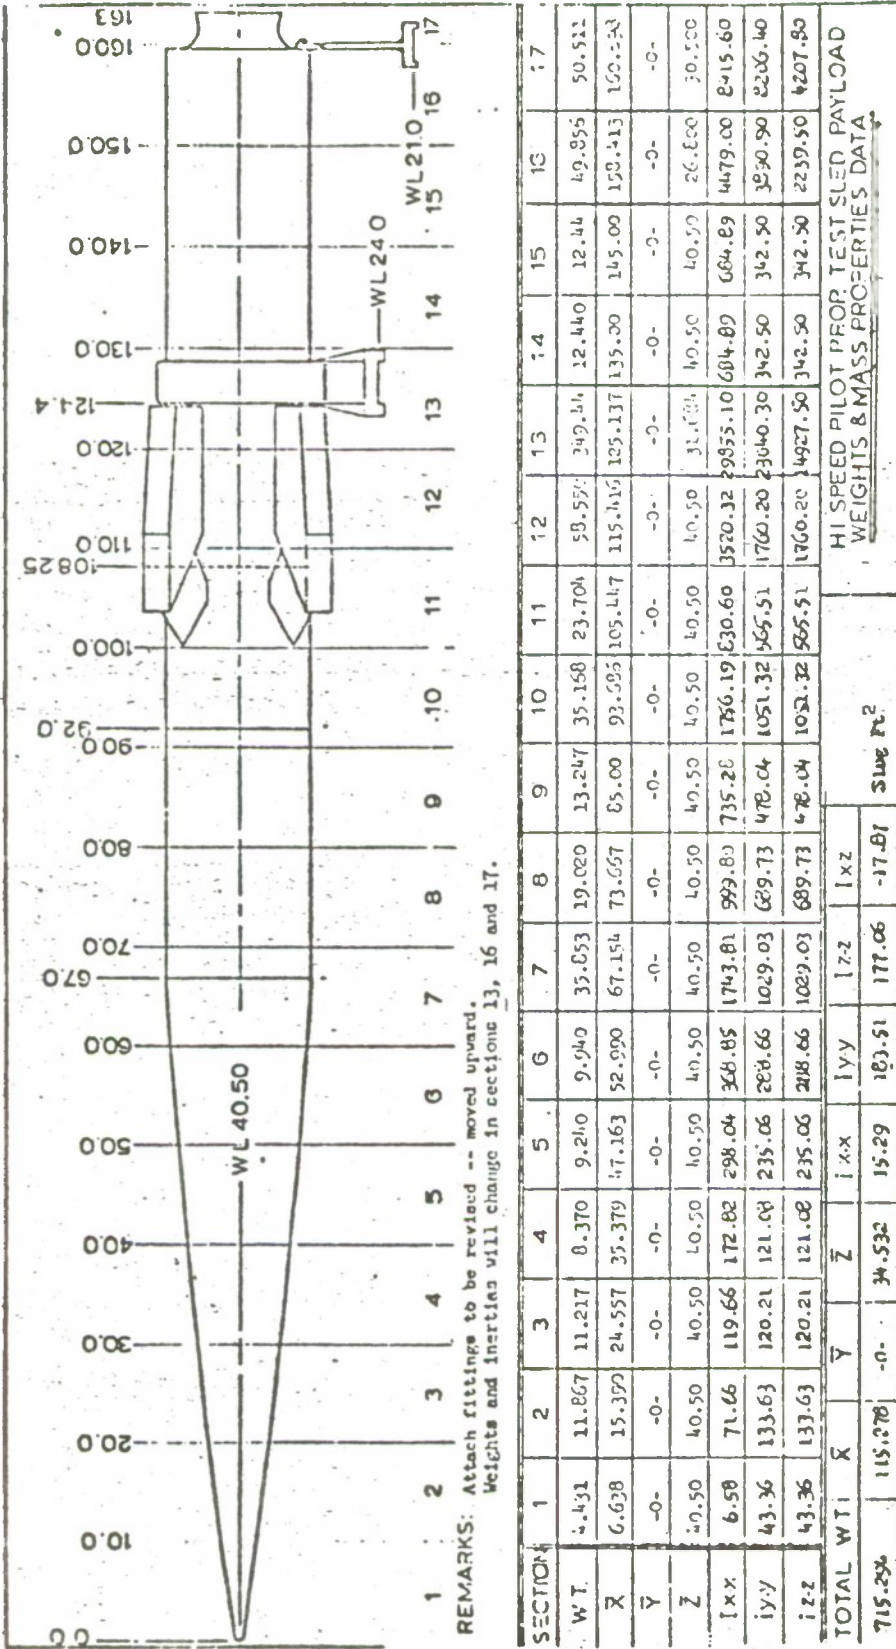 0.0 10.0 20.0 30.0 40.0 50.0 60.0 67.0 70.0 80.0 90.0 92.0 100.0 108.25 110.0 120.0 124.4 130.0 140.0 150.0 160.0 163
WL 40.50
WL 24.0
WL 21.0
1 2 3 4 5 6 7 8 9 10 11 12 13 14 15 16 17
REMARKS: Attach fittings to be revised -- moved upward.
Weights and inertias will change in sections 13, 16 and 17.
SECTION 1 2 3 4 5 6 7 8 9 10 11 12 13 14 15 16 17
WT. 4.431 11.867 11.217 8.370 9.240 9.940 35.853 19.020 13.247 35.168 23.704 349.44 12.440 12.44 49.856 50.511
X̄ 6.638 15.390 24.557 35.379 47.163 52.990 67.154 73.667 85.00 105.447 115.416 125.137 135.00 145.00 158.413
Ȳ -0- -0- -0- -0- -0- -0- -0- -0- -0- -0- -0- -0- -0- -0- -0- -0- -0-
Z̄ 40.50 40.50 40.50 40.50 40.50 40.50 40.50 40.50 40.50 40.50 40.50 40.50 40.50 40.50
Ixx 6.58 71.66 119.66 172.82 298.04 308.85 1743.81 999.80 735.28 1756.19 830.60 3520.32 29855.10 684.89 684.89 4479.00 8415.60
Iyy 43.36 133.63 120.21 121.08 235.06 288.66 1029.03 689.73 478.04 1051.32 565.51 1760.20 23040.30 342.50 342.50 2206.40
Izz 43.36 133.63 120.21 121.08 235.06 288.66 1029.03 689.73 478.04 1052.32 565.51 1760.20 14927.50 342.50 342.50 2239.50 4207.80
TOTAL WT X̄ Ȳ Z̄ Ixx Iyy Izz Ixz
715.294 115.278 -0- 34.532 15.29 183.51 177.06 -17.81 SLUG FT²
HI SPEED PILOT PROP. TEST SLED PAYLOAD
WEIGHTS & MASS PROPERTIES DATA